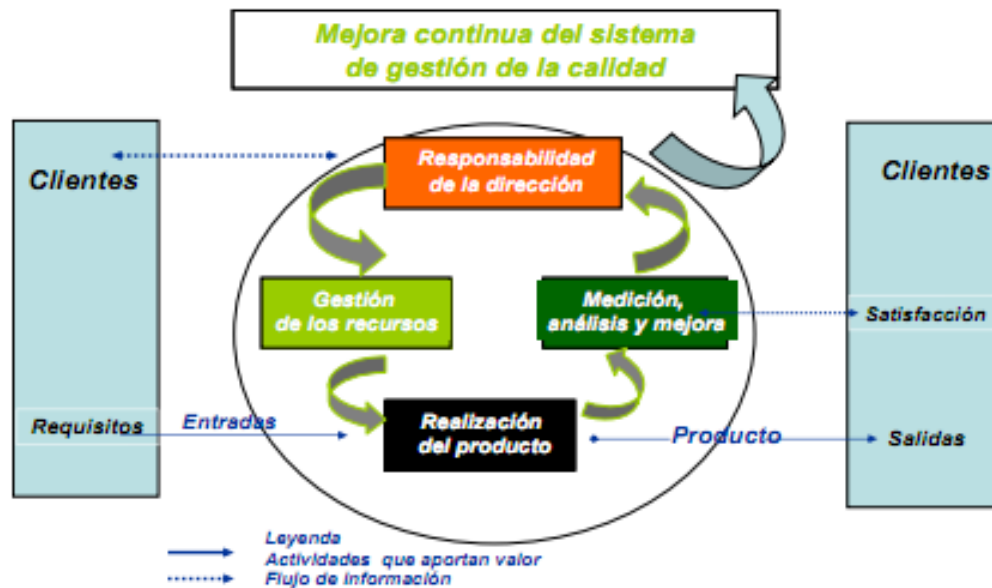 Mejora continua del sistema
de gestión de la calidad
Clientes
Responsabilidad
de la dirección
Clientes
Gestión
de los recursos
Medición,
análisis y mejora
Satisfacción
Requisitos
Entradas
Realización
del producto
Producto
Salidas
Leyenda
Actividades que aportan valor
Flujo de información